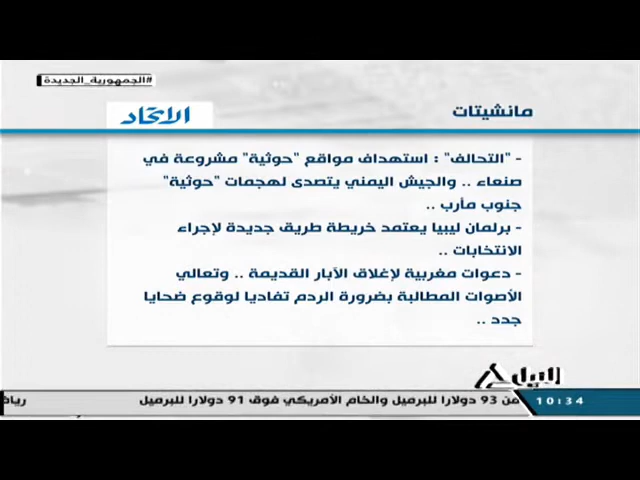 #الجمهورية_الجديدة
مانشيتات
الاتحاد
- "التحالف" : استهداف مواقع "حوثية" مشروعة في
صنعاء .. والجيش اليمني يتصدى لهجمات "حوثية"
جنوب مأرب ..
- برلمان ليبيا يعتمد خريطة طريق جديدة لإجراء
الانتخابات ..
- دعوات مغربية لإغلاق الآبار القديمة .. وتعالي
الأصوات المطالبة بضرورة الردم تفاديا لوقوع ضحايا
جدد ..
10:34
من 93 دولارا للبرميل والخام الأمريكي فوق 91 دولارا للبرميل